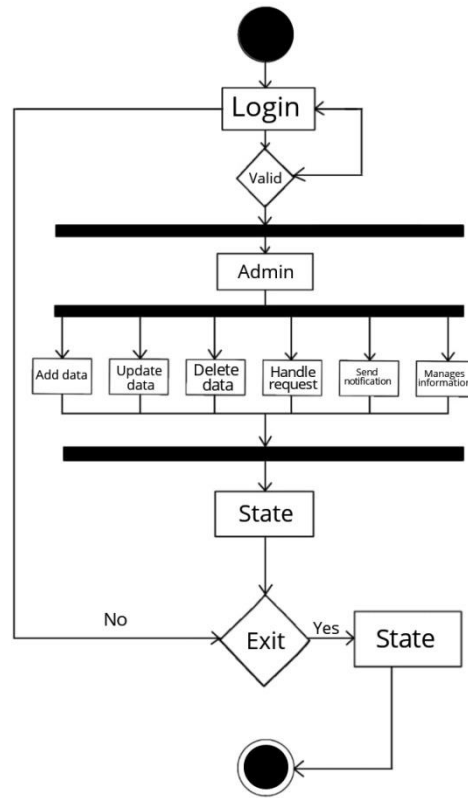 Login
Valid
Admin
Add data
Update
data
Delete
data
Handle
request
Send
notification
Manages
information
State
No
Exit
Yes
State